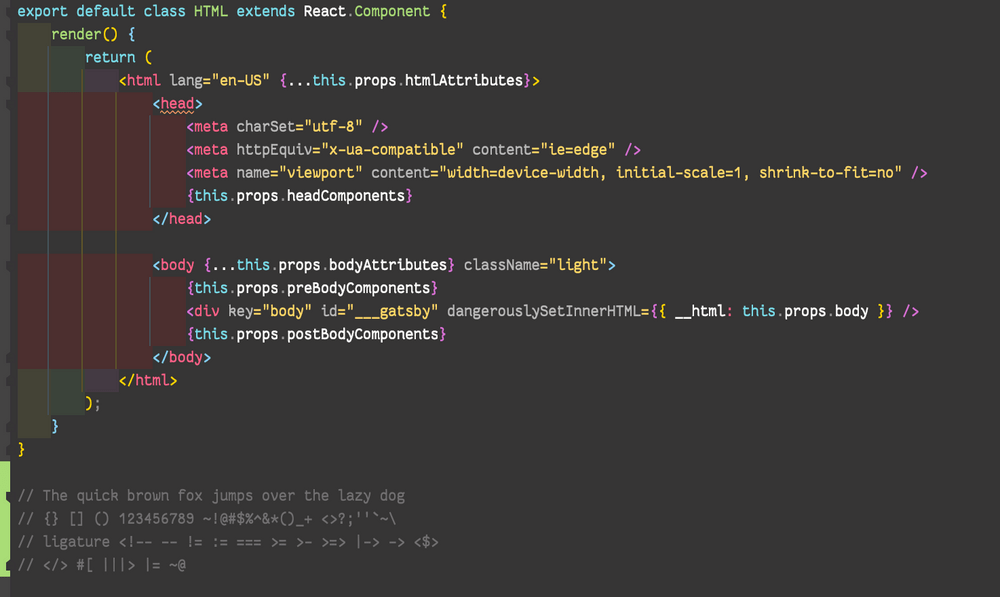 export default class HTML extends React.Component {
render() {
return (
<html lang="en-US" {...this.props.htmlAttributes}>
<head>
<meta charSet="utf-8" />
<meta httpEquiv="x-ua-compatible" content="ie=edge" />
<meta name="viewport" content="width=device-width, initial-scale=1, shrink-to-fit=no" />
{this.props.headComponents}
</head>
<body {...this.props.bodyAttributes} className="light">
{this.props.preBodyComponents}
<div key="body" id="___gatsby" dangerouslySetInnerHTML={{ __html: this.props.body }} />
{this.props.postBodyComponents}
</body>
</html>
);
}
}
// The quick brown fox jumps over the lazy dog
// {} [] () 123456789 ~!@#$%^&*()_+ <>?;''`~\
// ligature <!-- -- != := === >= >- >=> |-> -> <$>
// </> #[ |||> |= ~@